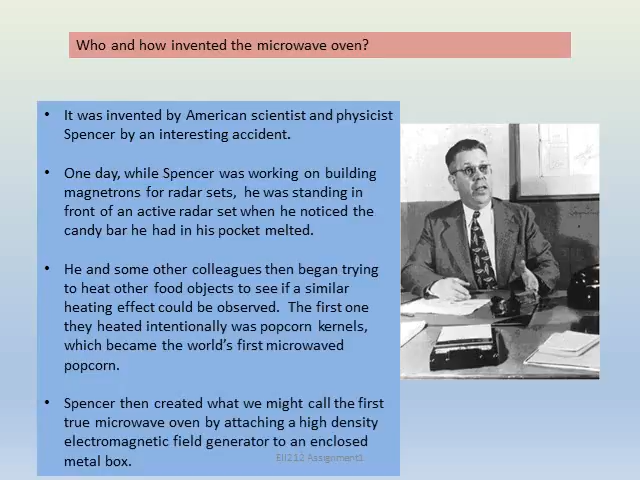 Who and how invented the microwave oven?
• It was invented by American scientist and physicist
Spencer by an interesting accident.
• One day, while Spencer was working on building
magnetrons for radar sets, he was standing in
front of an active radar set when he noticed the
candy bar he had in his pocket melted.
• He and some other colleagues then began trying
to heat other food objects to see if a similar
heating effect could be observed. The first one
they heated intentionally was popcorn kernels,
which became the world's first microwaved
popcorn.
• Spencer then created what we might call the first
true microwave oven by attaching a high density
electromagnetic field generator to an enclosed
metal box.
EII212 Assignment1